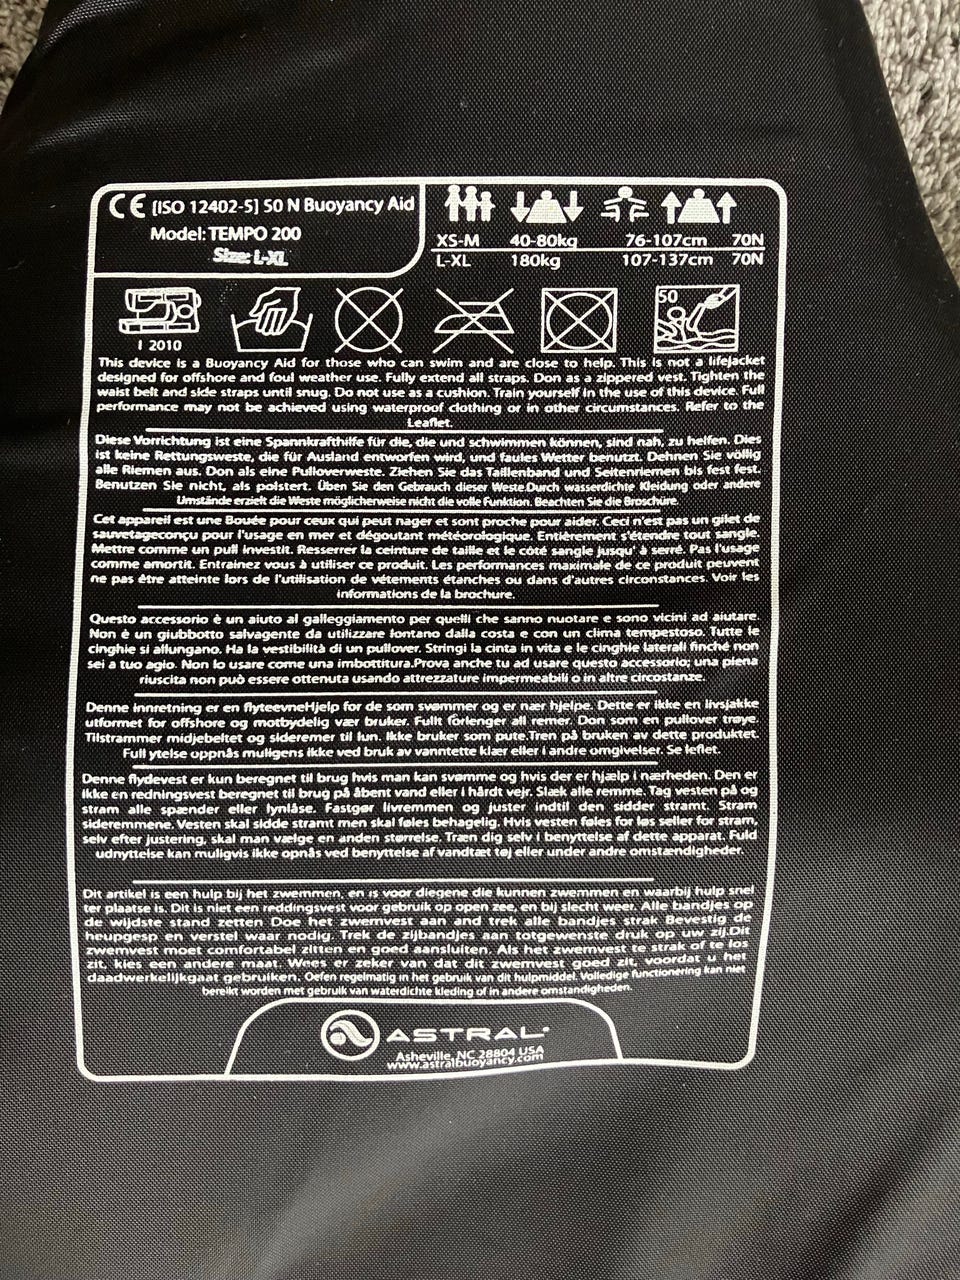 CE [ISO 12402-5] 50 N Buoyancy Aid
Model: TEMPO 200
Size: L-XL
XS-M 40-80kg 76-107cm 70N
L-XL 180kg 107-137cm 70N
I 2010
50
This device is a Buoyancy Aid for those who can swim and are close to help. This is not a lifejacket
designed for offshore and foul weather use. Fully extend all straps. Don as a zippered vest. Tighten the
waist belt and side straps until snug. Do not use as a cushion. Train yourself in the use of this device. Full
performance may not be achieved using waterproof clothing or in other circumstances. Refer to the
Leaflet.
Diese Vorrichtung ist eine Spannkrafthilfe für die, die und schwimmen können, sind nah, zu helfen. Dies
ist keine Rettungsweste, die für Ausland entworfen wird, und faules Wetter benutzt. Dehnen Sie völlig
alle Riemen aus. Don als eine Pulloverweste. Ziehen Sie das Taillenband und Seitenriemen bis fest fest.
Benutzen Sie nicht, als polstert. Üben Sie den Gebrauch dieser Weste.Durch wasserdichte Kleidung oder andere
Umstände erzielt die Weste möglicherweise nicht die volle Funktion. Beachten Sie die Broschüre.
Cet appareil est une Bouée pour ceux qui peut nager et sont proche pour aider. Ceci n'est pas un gilet de
sauvetageconçu pour l'usage en mer et dégoutant météorologique. Entièrement s'étendre tout sangle.
Mettre comme un pull investit. Resserrer la ceinture de taille et le côté sangle jusqu' à serré. Pas l'usage
comme amortit. Entrainez vous à utiliser ce produit. Les performances maximale de ce produit peuvent
ne pas être atteinte lors de l'utilisation de vétements étanches ou dans d'autres circonstances. Voir les
informations de la brochure.
Questo accessorio è un aiuto al galleggiamento per quelli che sanno nuotare e sono vicini ad aiutare.
Non è un giubbotto salvagente da utilizzare lontano dalla costa e con un clima tempestoso. Tutte le
cinghie si allungano. Ha la vestibilità di un pullover. Stringi la cinta in vita e le cinghie laterali finché non
sei a tuo agio. Non lo usare come una imbottitura.Prova anche tu ad usare questo accessorio; una piena
riuscita non può essere ottenuta usando attrezzature impermeabili o in altre circostanze.
Denne innretning er en flyteevneHjelp for de som svømmer og er nær hjelpe. Dette er ikke en livsjakke
utformet for offshore og motbydelig vær bruker. Fullt forlenger all remer. Don som en pullover trøye.
Tilstrammer midjebeltet og sideremer til lun. Ikke bruker som pute.Tren på bruken av dette produktet.
Full ytelse oppnås muligens ikke ved bruk av vanntette klær eller i andre omgivelser. Se leflet.
Denne flydevest er kun beregnet til brug hvis man kan svømme og hvis der er hjælp i nærheden. Den er
ikke en redningsvest beregnet til brug på åbent vand eller i hårdt vejr. Slæk alle remme. Tag vesten på og
stram alle spænder eller lynlåse. Fastgør livremmen og juster indtil den sidder stramt. Stram
sideremmene. Vesten skal sidde stramt men skal føles behagelig. Hvis vesten føles for løs seller for stram,
selv efter justering, skal man vælge en anden størrelse. Træn dig selv i benyttelse af dette apparat. Fuld
udnyttelse kan muligvis ikke opnås ved benyttelse af vandtæt tøj eller under andre omstændigheder.
Dit artikel is een hulp bij het zwemmen, en is voor diegene die kunnen zwemmen en waarbij hulp snel
ter plaatse is. Dit is niet een reddingsvest voor gebruik op open zee, en bij slecht weer. Alle bandjes op
de wijdste stand zetten Doe het zwemvest aan and trek alle bandjes strak Bevestig de
heupgesp en verstel waar nodig. Trek de zijbandjes aan totgewenste druk op uw zij.Dit
zwemvest moet comfortabel zitten en goed aansluiten. Als het zwemvest te strak of te los
zit, kies een andere maat. Wees er zeker van dat dit zwemvest goed zit, voordat u het
daadwerkelijkgaat gebruiken. Oefen regelmatig in het gebruik van dit hulpmiddel. Volledige functionering kan niet
bereikt worden met gebruik van waterdichte kleding of in andere omstandigheden.
ASTRAL
Asheville, NC 28804 USA
www.astralbuoyancy.com